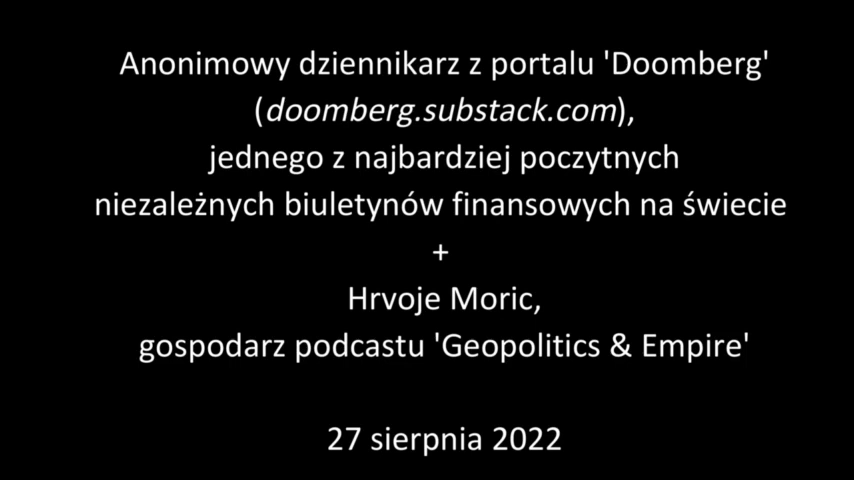 Anonimowy dziennikarz z portalu 'Doomberg'
(doomberg.substack.com),
jednego z najbardziej poczytnych
niezależnych biuletynów finansowych na świecie
+
Hrvoje Moric,
gospodarz podcastu 'Geopolitics & Empire'
27 sierpnia 2022